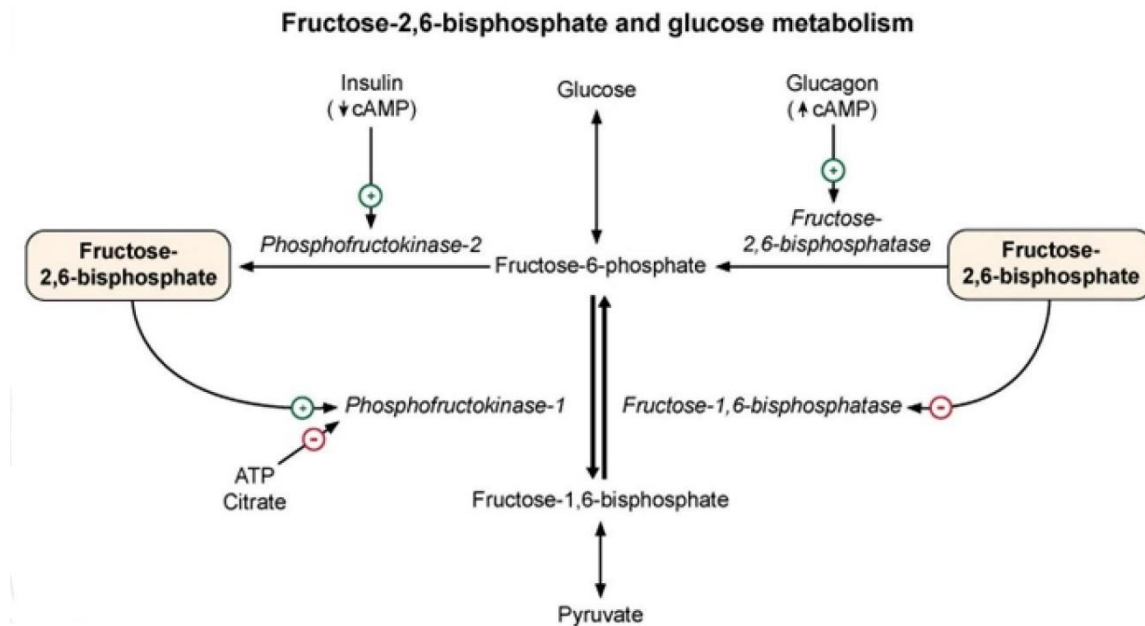 Fructose-2,6-bisphosphate and glucose metabolism
Insulin
(↓cAMP)
Glucose
Glucagon
(↑cAMP)
+
+
Fructose-
2,6-bisphosphate
Phosphofructokinase-2
Fructose-6-phosphate
Fructose-
2,6-bisphosphatase
Fructose-
2,6-bisphosphate
+
Phosphofructokinase-1
Fructose-1,6-bisphosphatase
-
-
ATP
Citrate
Fructose-1,6-bisphosphate
Pyruvate